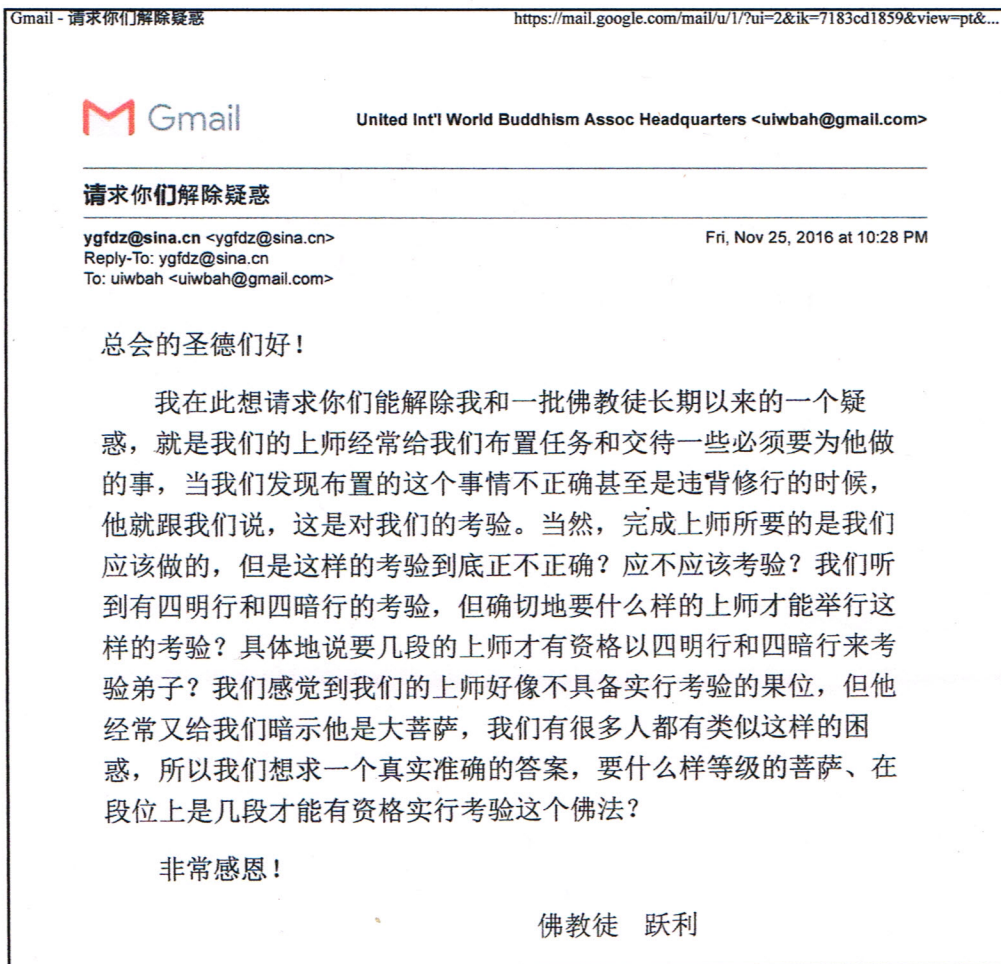 Gmail - 请求你们解除疑惑 https://mail.google.com/mail/u/1/?ui=2&ik=7183cd1859&view=pt&...
Gmail United Int'l World Buddhism Assoc Headquarters <uiwbah@gmail.com>
请求你们解除疑惑
ygfdz@sina.cn <ygfdz@sina.cn> Fri, Nov 25, 2016 at 10:28 PM
Reply-To: ygfdz@sina.cn
To: uiwbah <uiwbah@gmail.com>
总会的圣德们好！
我在此想请求你们能解除我和一批佛教徒长期以来的一个疑
惑，就是我们的上师经常给我们布置任务和交待一些必须要为他做
的事，当我们发现布置的这个事情不正确甚至是违背修行的时候，
他就跟我们说，这是对我们的考验。当然，完成上师所要的是我们
应该做的，但是这样的考验到底正不正确？应不应该考验？我们听
到有四明行和四暗行的考验，但确切地要什么样的上师才能举行这
样的考验？具体地说要几段的上师才有资格以四明行和四暗行来考
验弟子？我们感觉到我们的上师好像不具备实行考验的果位，但他
经常又给我们暗示他是大菩萨，我们有很多人都有类似这样的困
惑，所以我们想求一个真实准确的答案，要什么样等级的菩萨、在
段位上是几段才能有资格实行考验这个佛法？
非常感恩！
佛教徒 跃利